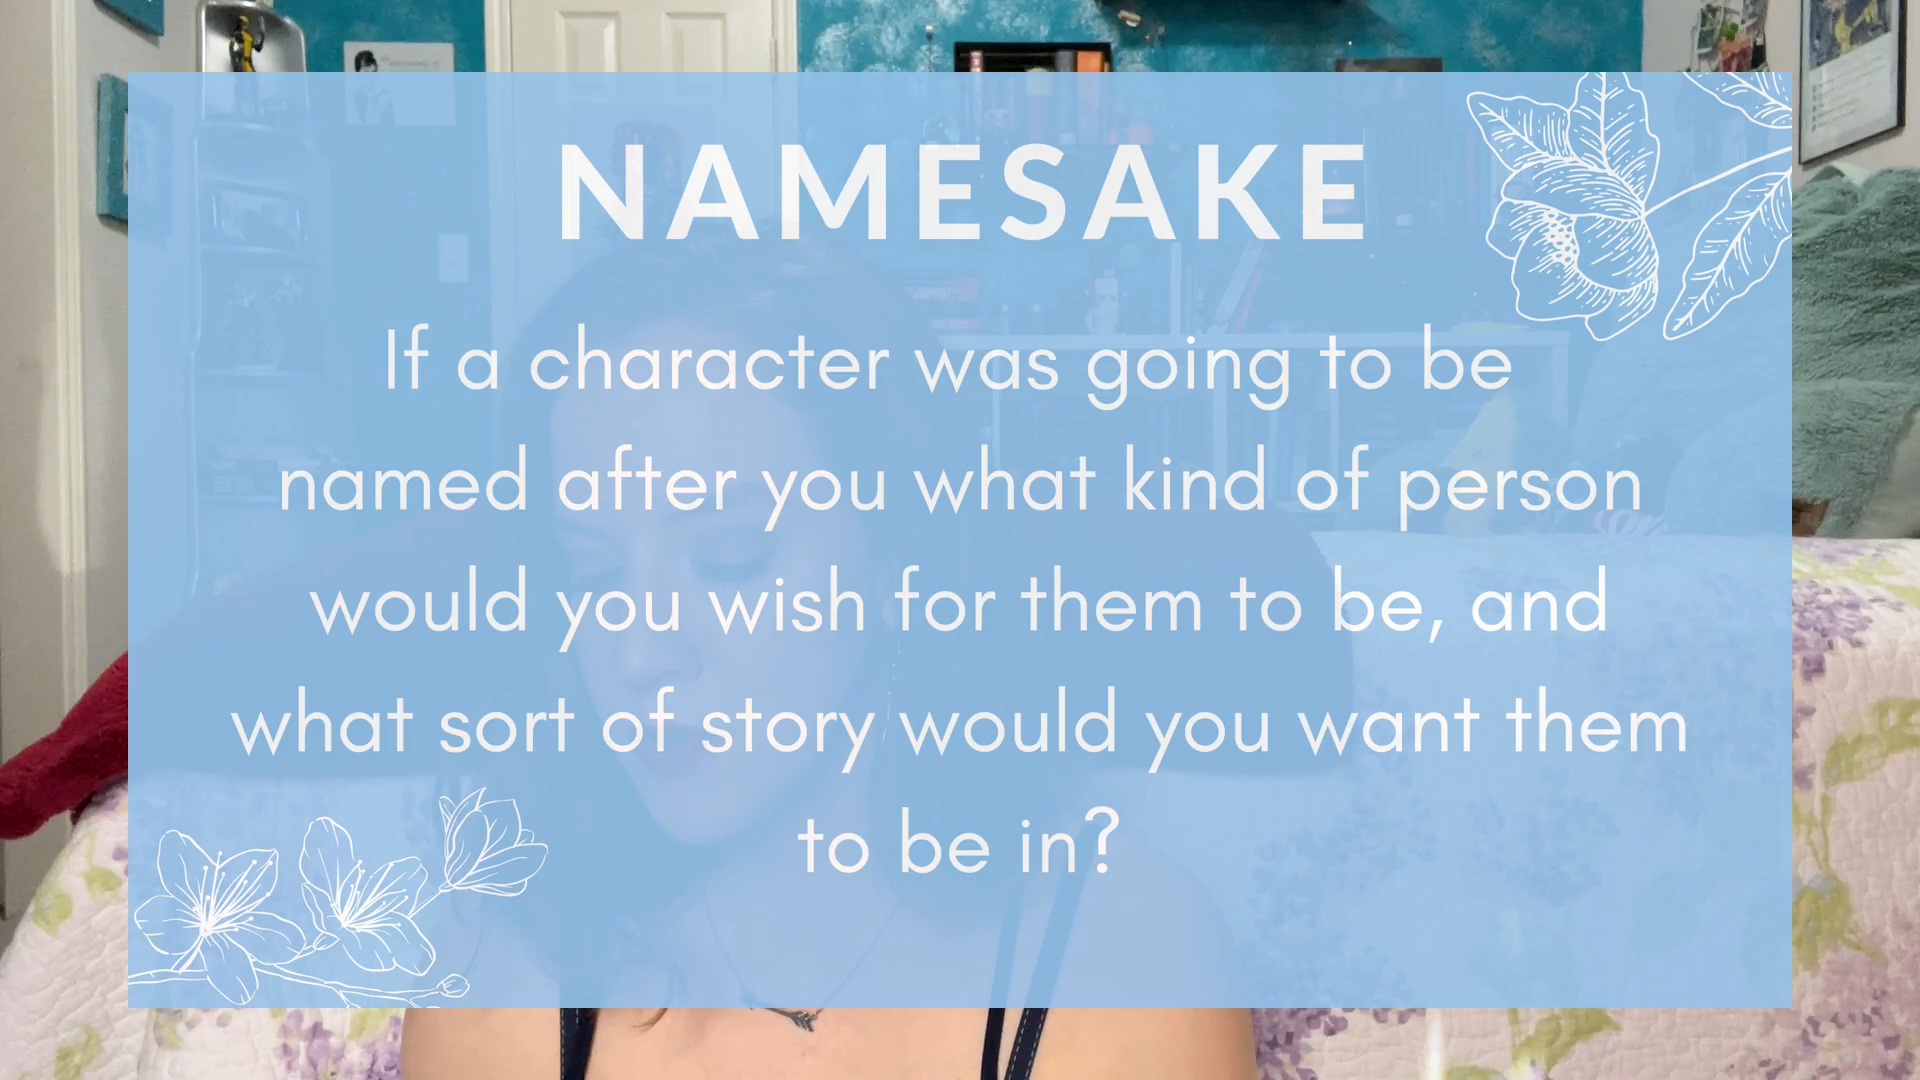 NAMESAKE
If a character was going to be
named after you what kind of person
would you wish for them to be, and
what sort of story would you want them
to be in?